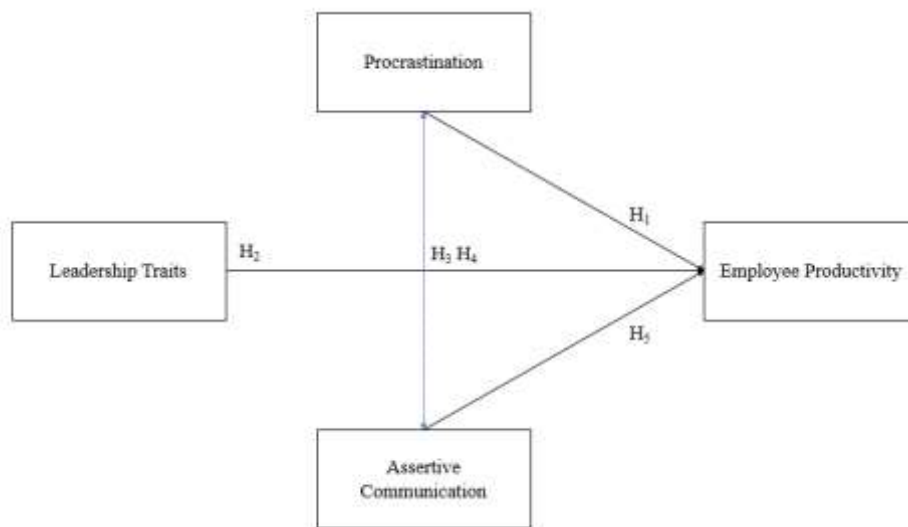 Procrastination
H₁
H₂
H₃ H₄
Leadership Traits
Employee Productivity
H₅
Assertive
Communication